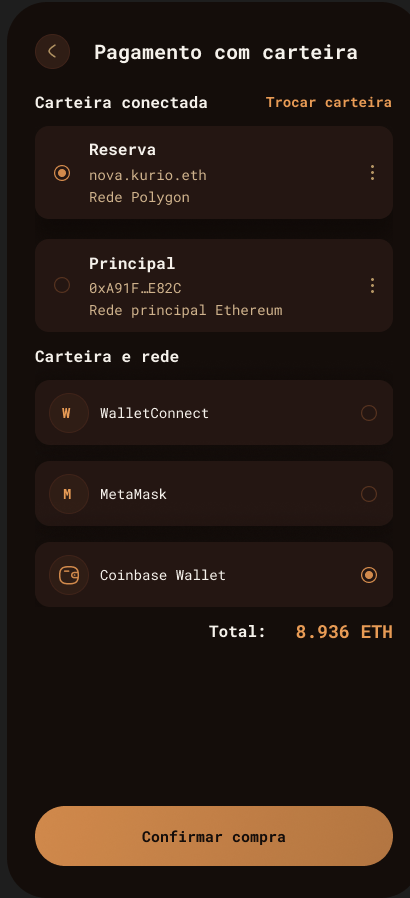 Pagamento com carteira
Carteira conectada
Trocar carteira
Reserva
nova.kurio.eth
Rede Polygon
Principal
0xA91F…E82C
Rede principal Ethereum
Carteira e rede
W
WalletConnect
M
MetaMask
Coinbase Wallet
Total: 8.936 ETH
Confirmar compra